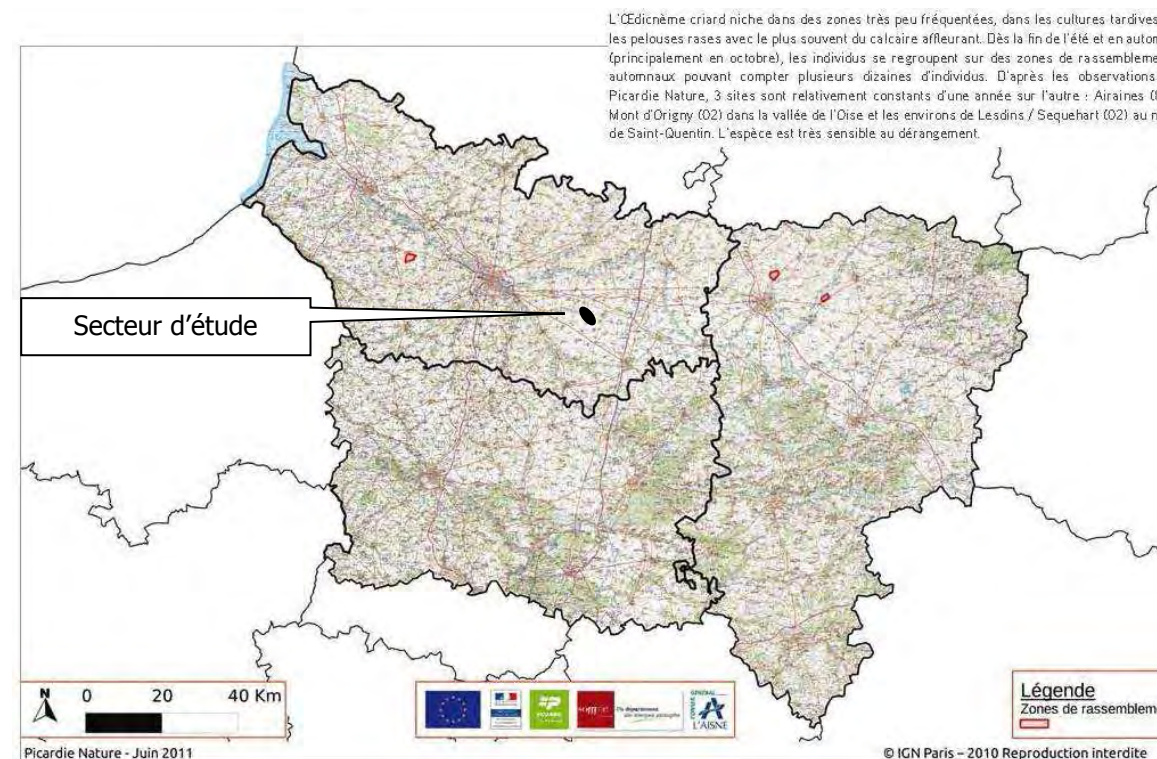 L'Œdicnème criard niche dans des zones très peu fréquentées, dans les cultures tardives
les pelouses rases avec le plus souvent du calcaire affleurant. Dès la fin de l'été et en autom
(principalement en octobre), les individus se regroupent sur des zones de rassembleme
automnaux pouvant compter plusieurs dizaines d'individus. D'après les observations
Picardie Nature, 3 sites sont relativement constants d'une année sur l'autre : Airaines (8
Mont d'Origny (02) dans la vallée de l'Oise et les environs de Lesdins / Sequehart (02) au n
de Saint-Quentin. L'espèce est très sensible au dérangement.
Secteur d'étude
N
0 20 40 Km
CONSEIL GÉNÉRAL
L'AISNE
Légende
Zones de rassembleme
Picardie Nature - Juin 2011
© IGN Paris – 2010 Reproduction interdite